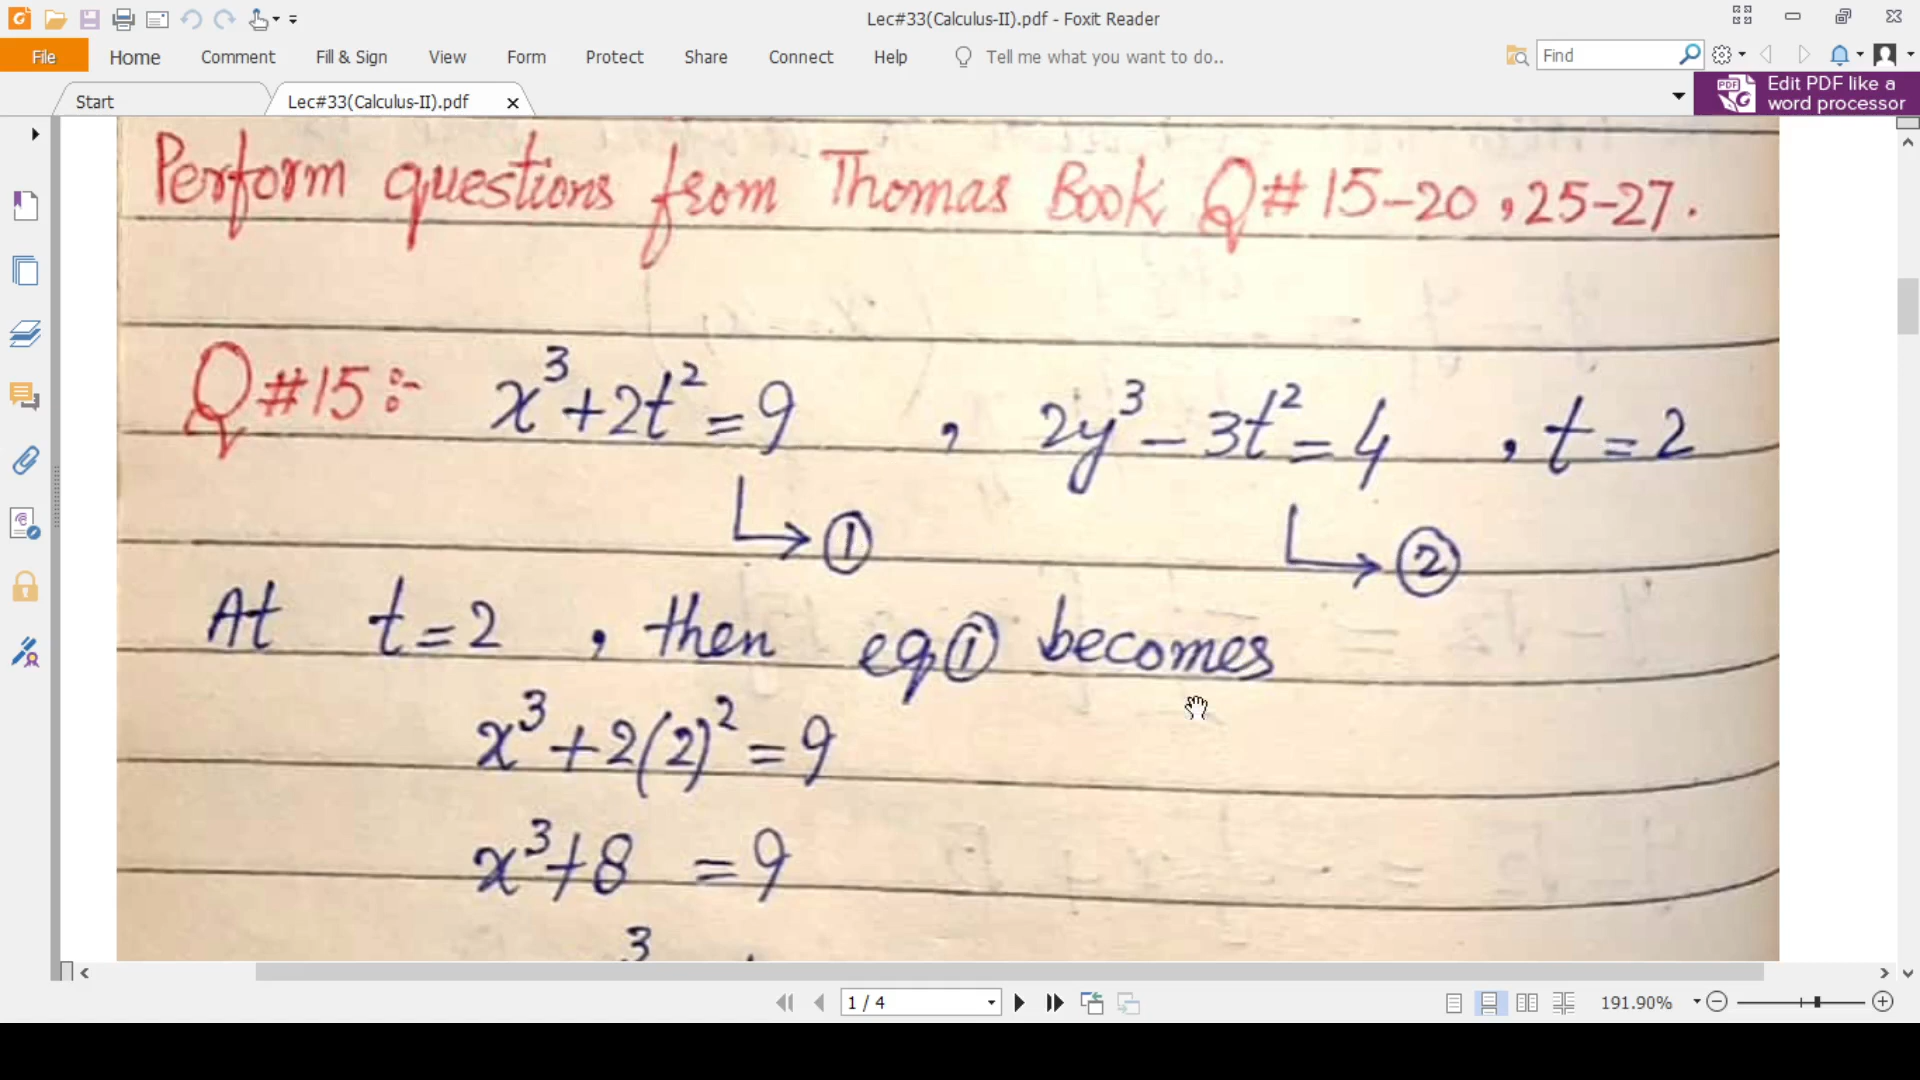 Lec#33(Calculus-II).pdf - Foxit Reader
File Home Comment Fill & Sign View Form Protect Share Connect Help Tell me what you want to do.. Find
Start Lec#33(Calculus-II).pdf
Edit PDF like a
word processor
Perform questions from Thomas Book Q# 15-20 , 25-27.
Q#15:- x³+2t²=9 , 2y³-3t²=4 , t=2
↳① ↳②
At t=2 , then eq① becomes
x³+2(2)²=9
x³+8 =9
1 / 4 191.90%